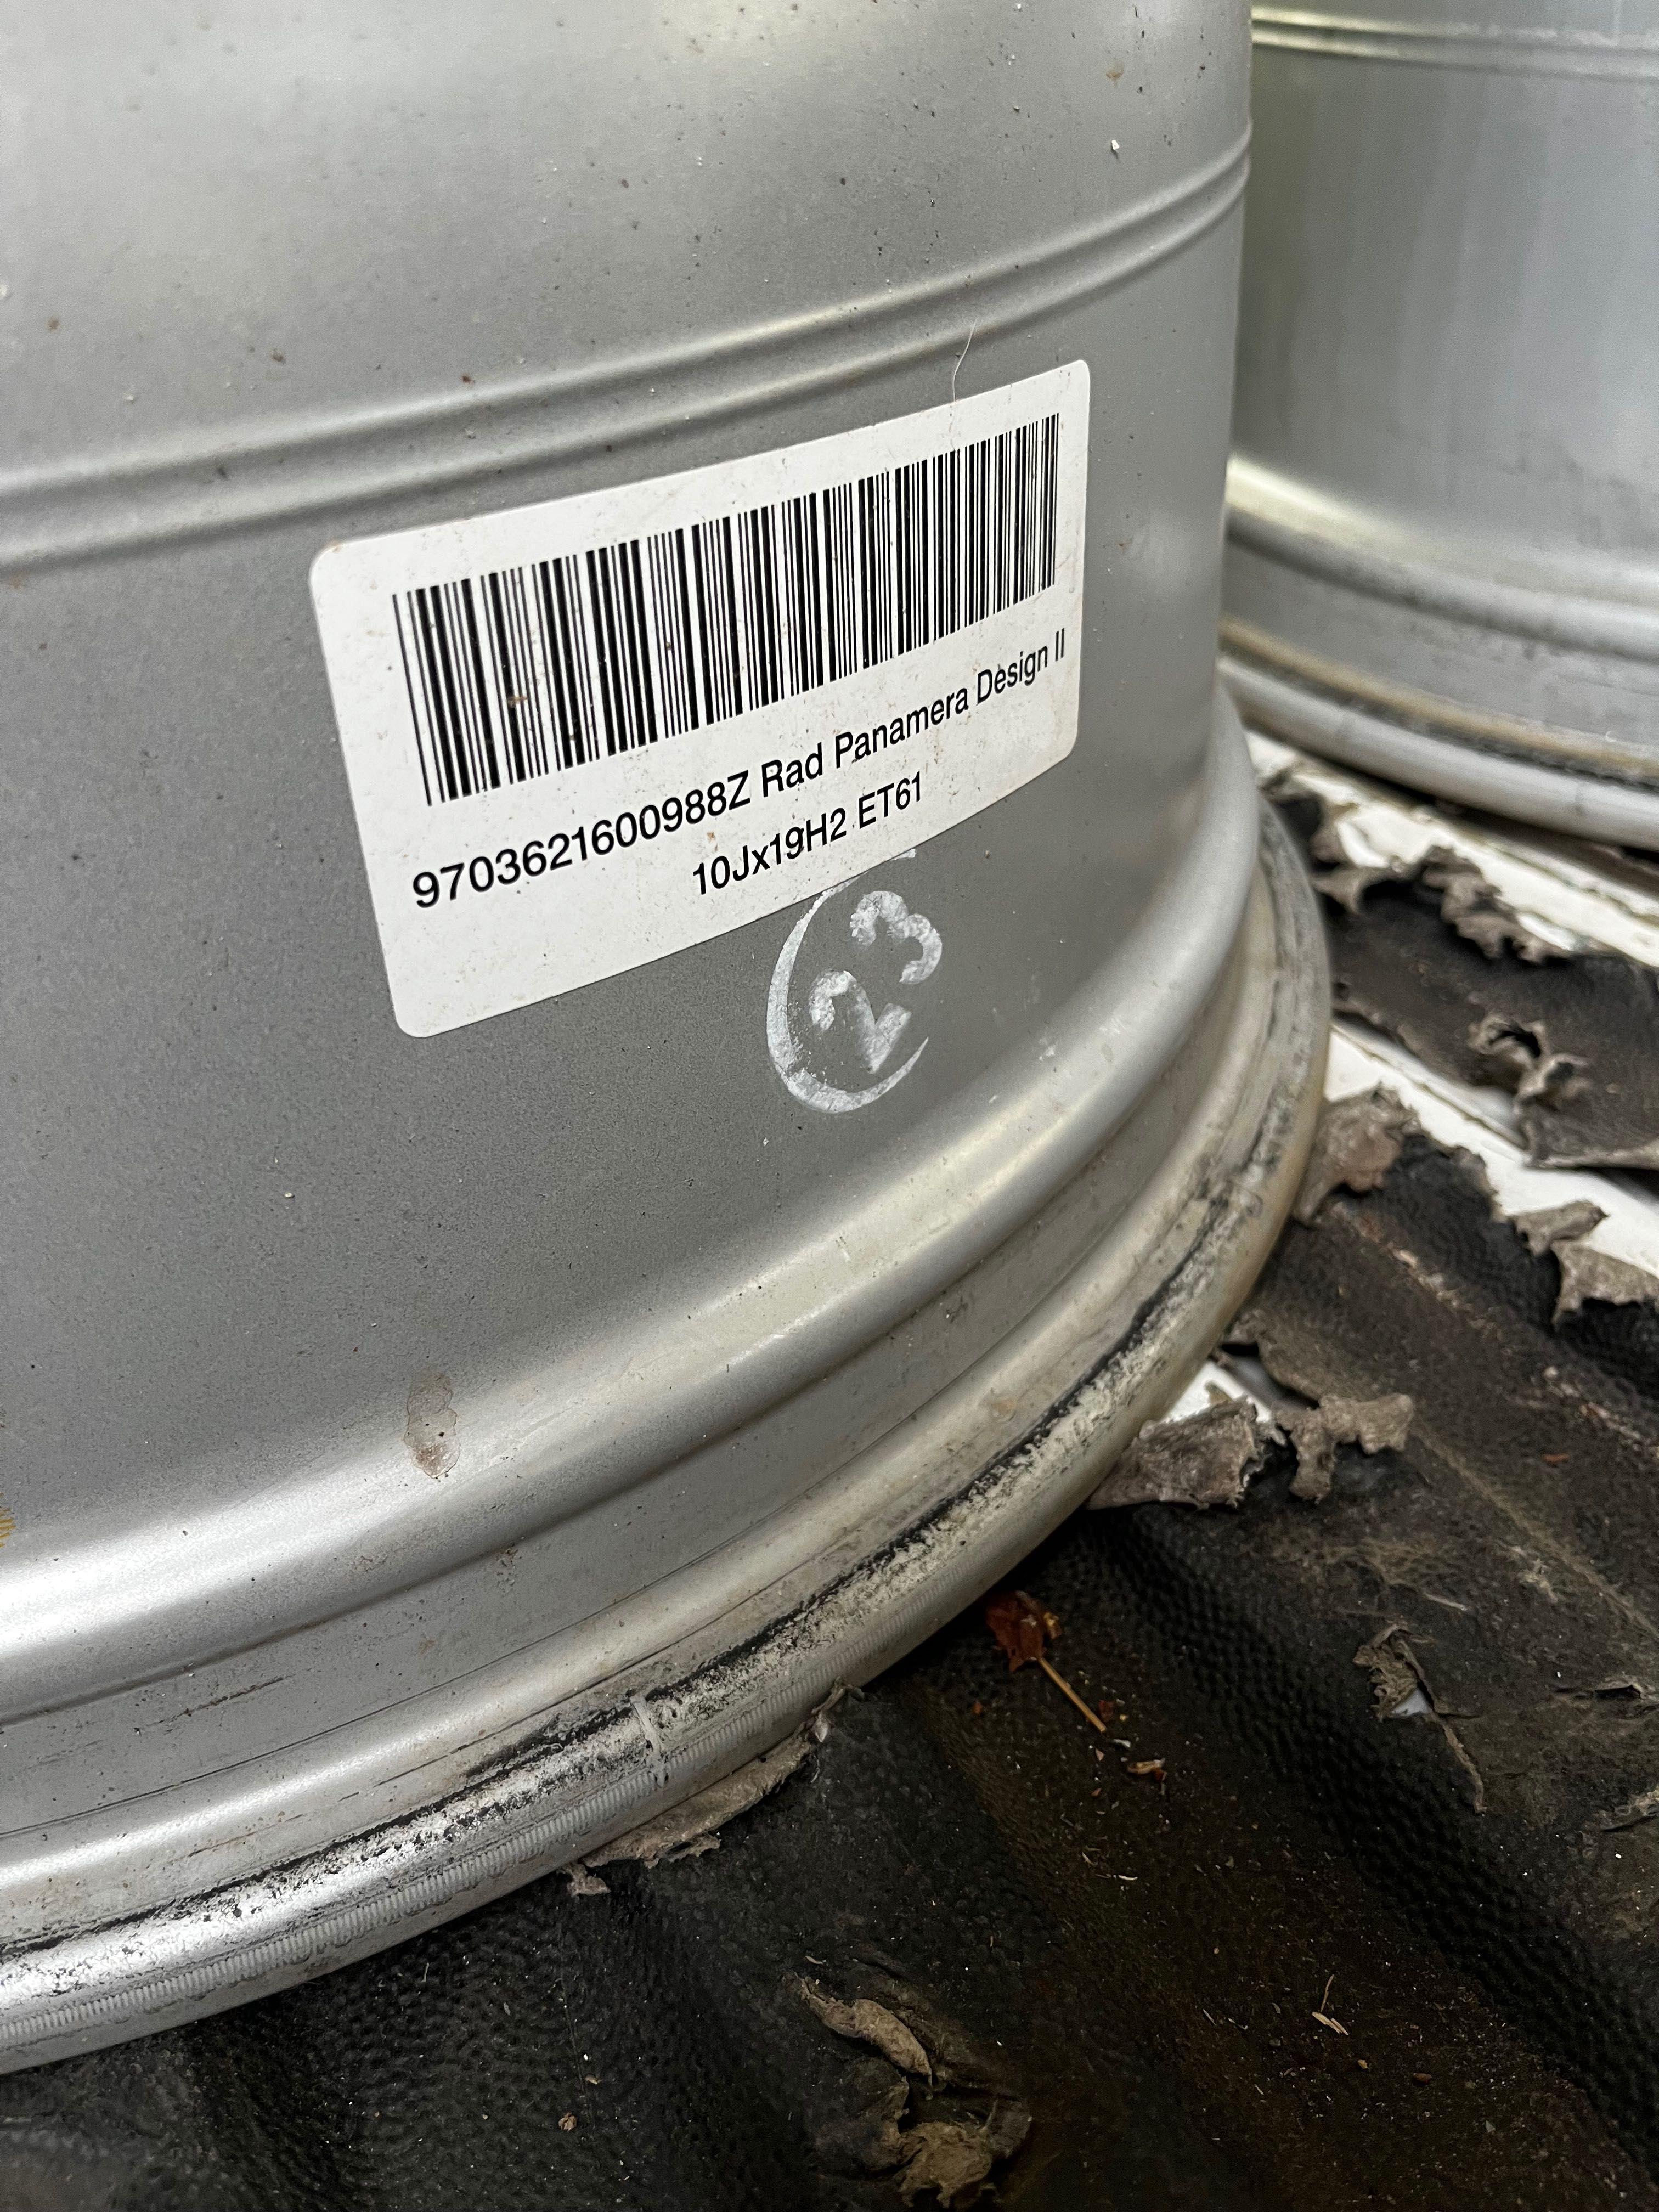 9703621600988Z Rad Panamera Design II
10Jx19H2 ET61
23